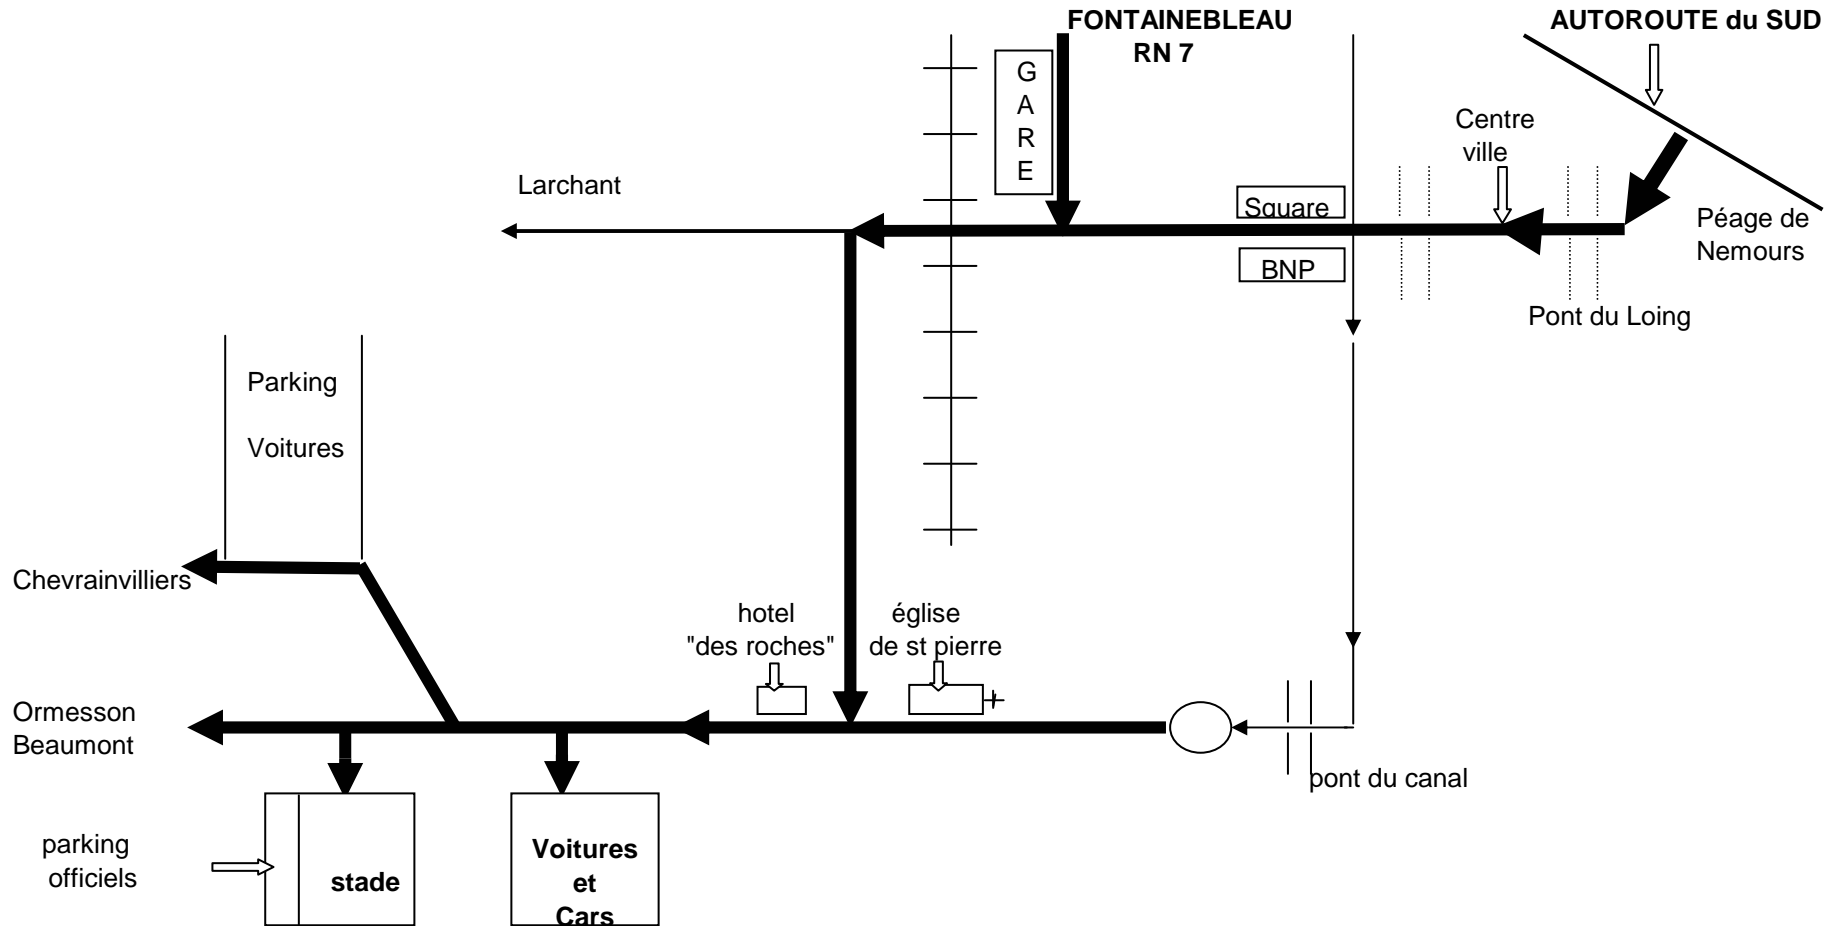 FONTAINEBLEAU
RN 7
AUTOROUTE du SUD
G
A
R
E
Centre
ville
Larchant
Square
BNP
Péage de
Nemours
Pont du Loing
Parking
Voitures
Chevrainvilliers
hotel
"des roches"
église
de st pierre
Ormesson
Beaumont
pont du canal
parking
officiels
stade
Voitures
et
Cars